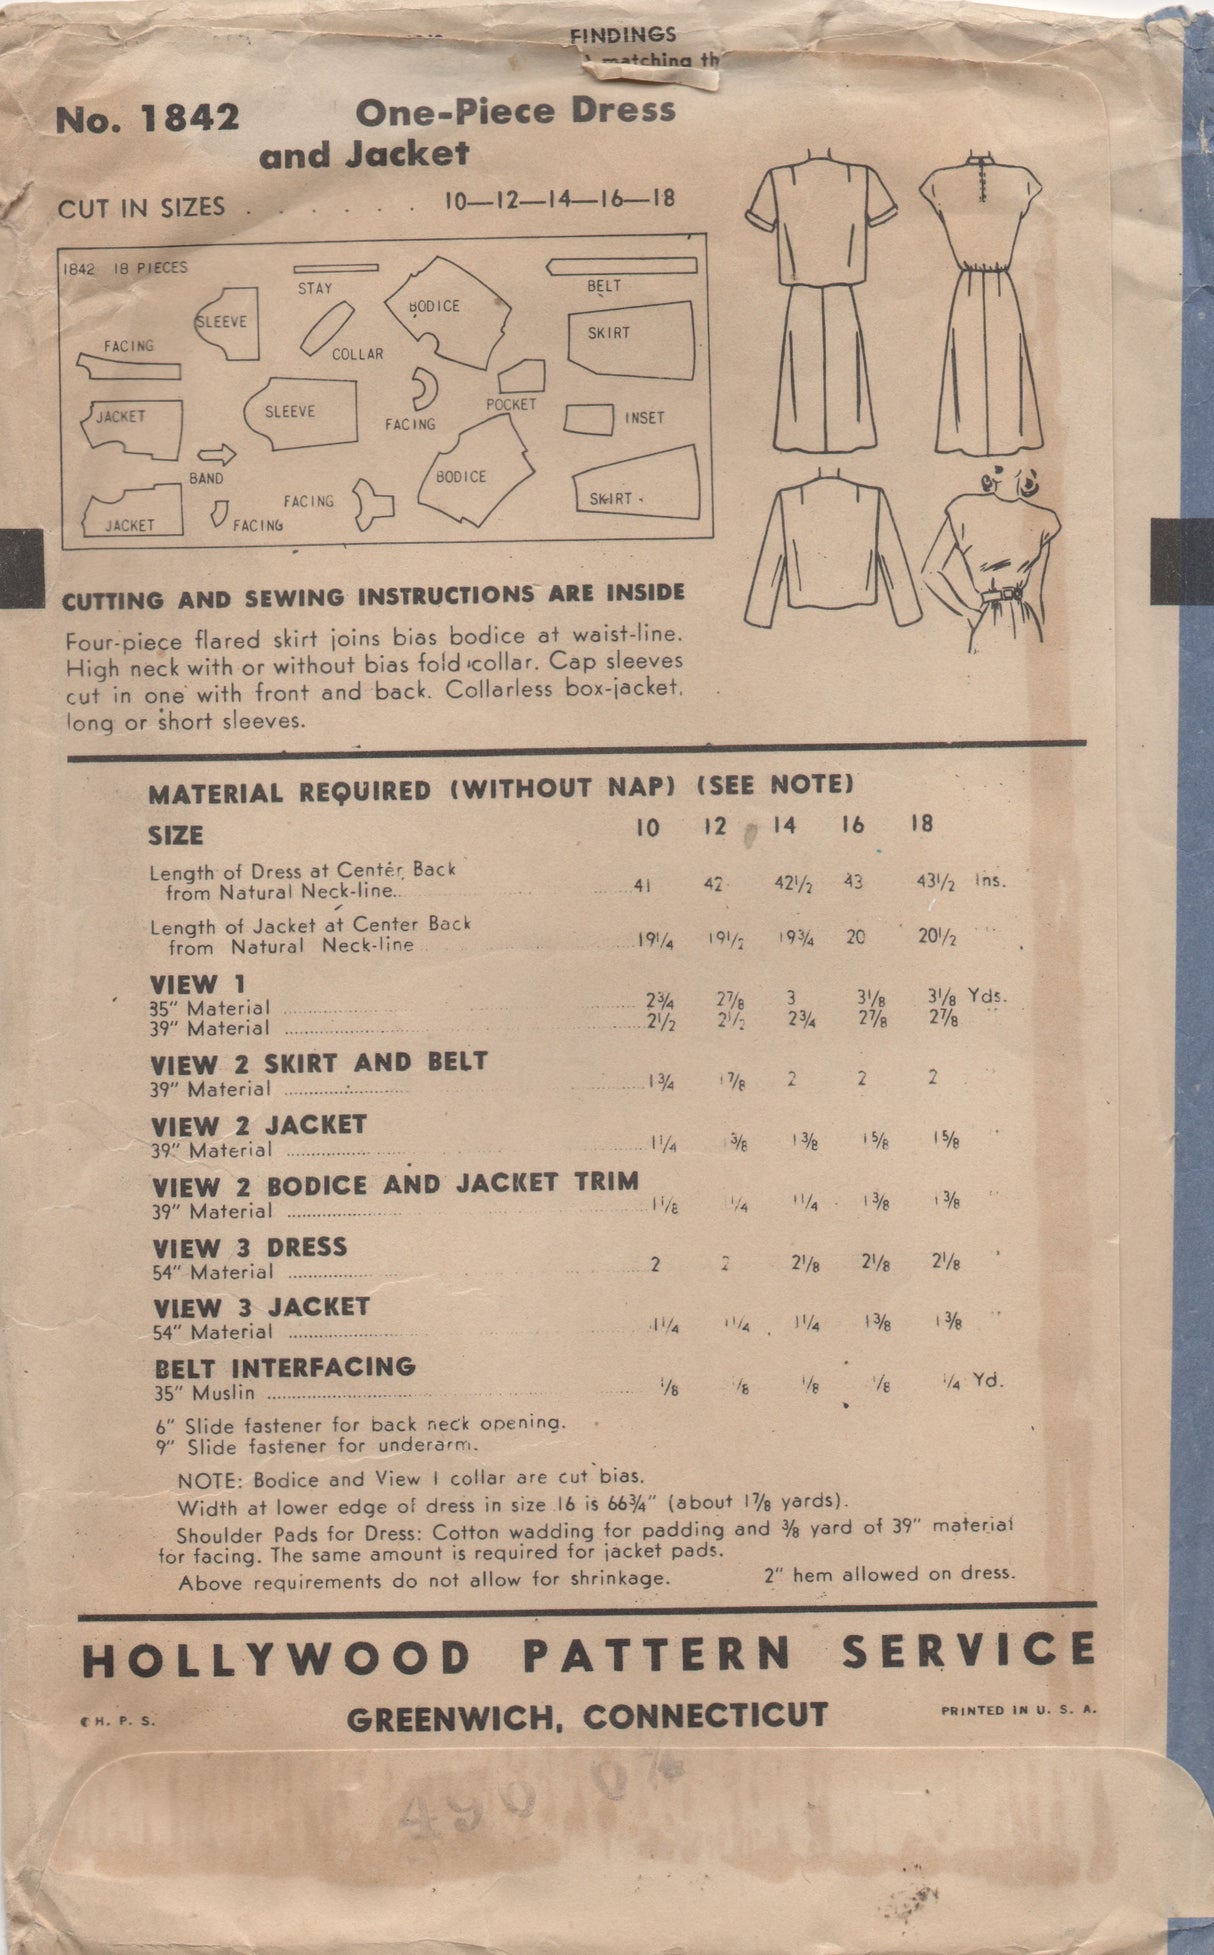 FINDINGS
matching th
No. 1842 One-Piece Dress
and Jacket
CUT IN SIZES . . . . . . . 10—12—14—16—18
1842 18 PIECES
STAY
BELT
SLEEVE
BODICE
SKIRT
FACING
COLLAR
JACKET
SLEEVE
FACING
POCKET
INSET
BAND
BODICE
FACING
SKIRT
JACKET
FACING
CUTTING AND SEWING INSTRUCTIONS ARE INSIDE
Four-piece flared skirt joins bias bodice at waist-line.
High neck with or without bias fold collar. Cap sleeves
cut in one with front and back. Collarless box-jacket,
long or short sleeves.
MATERIAL REQUIRED (WITHOUT NAP) (SEE NOTE)
SIZE 10 12 14 16 18
Length of Dress at Center Back
from Natural Neck-line 41 42 42½ 43 43½ Ins.
Length of Jacket at Center Back
from Natural Neck-line 19¼ 19½ 19¾ 20 20½ "
VIEW 1
35" Material 2¾ 2⅞ 3 3⅛ 3⅛ Yds.
39" Material 2½ 2½ 2¾ 2⅞ 2⅞ "
VIEW 2 SKIRT AND BELT
39" Material 1¾ 1⅞ 2 2 2 "
VIEW 2 JACKET
39" Material 1¼ 1⅜ 1⅜ 1⅝ 1⅝ "
VIEW 2 BODICE AND JACKET TRIM
39" Material 1⅛ 1¼ 1¼ 1⅜ 1⅜ "
VIEW 3 DRESS
54" Material 2 2 2⅛ 2⅛ 2⅛ "
VIEW 3 JACKET
54" Material 1¼ 1¼ 1¼ 1⅜ 1⅜ "
BELT INTERFACING
35" Muslin ⅛ ⅛ ⅛ ⅛ ¼ Yd.
6" Slide fastener for back neck opening.
9" Slide fastener for underarm.
NOTE: Bodice and View 1 collar are cut bias.
Width at lower edge of dress in size 16 is 66¾" (about 1⅞ yards).
Shoulder Pads for Dress: Cotton wadding for padding and ⅜ yard of 39" material
for facing. The same amount is required for jacket pads.
Above requirements do not allow for shrinkage. 2" hem allowed on dress.
HOLLYWOOD PATTERN SERVICE
©H. P. S. GREENWICH, CONNECTICUT PRINTED IN U. S. A.